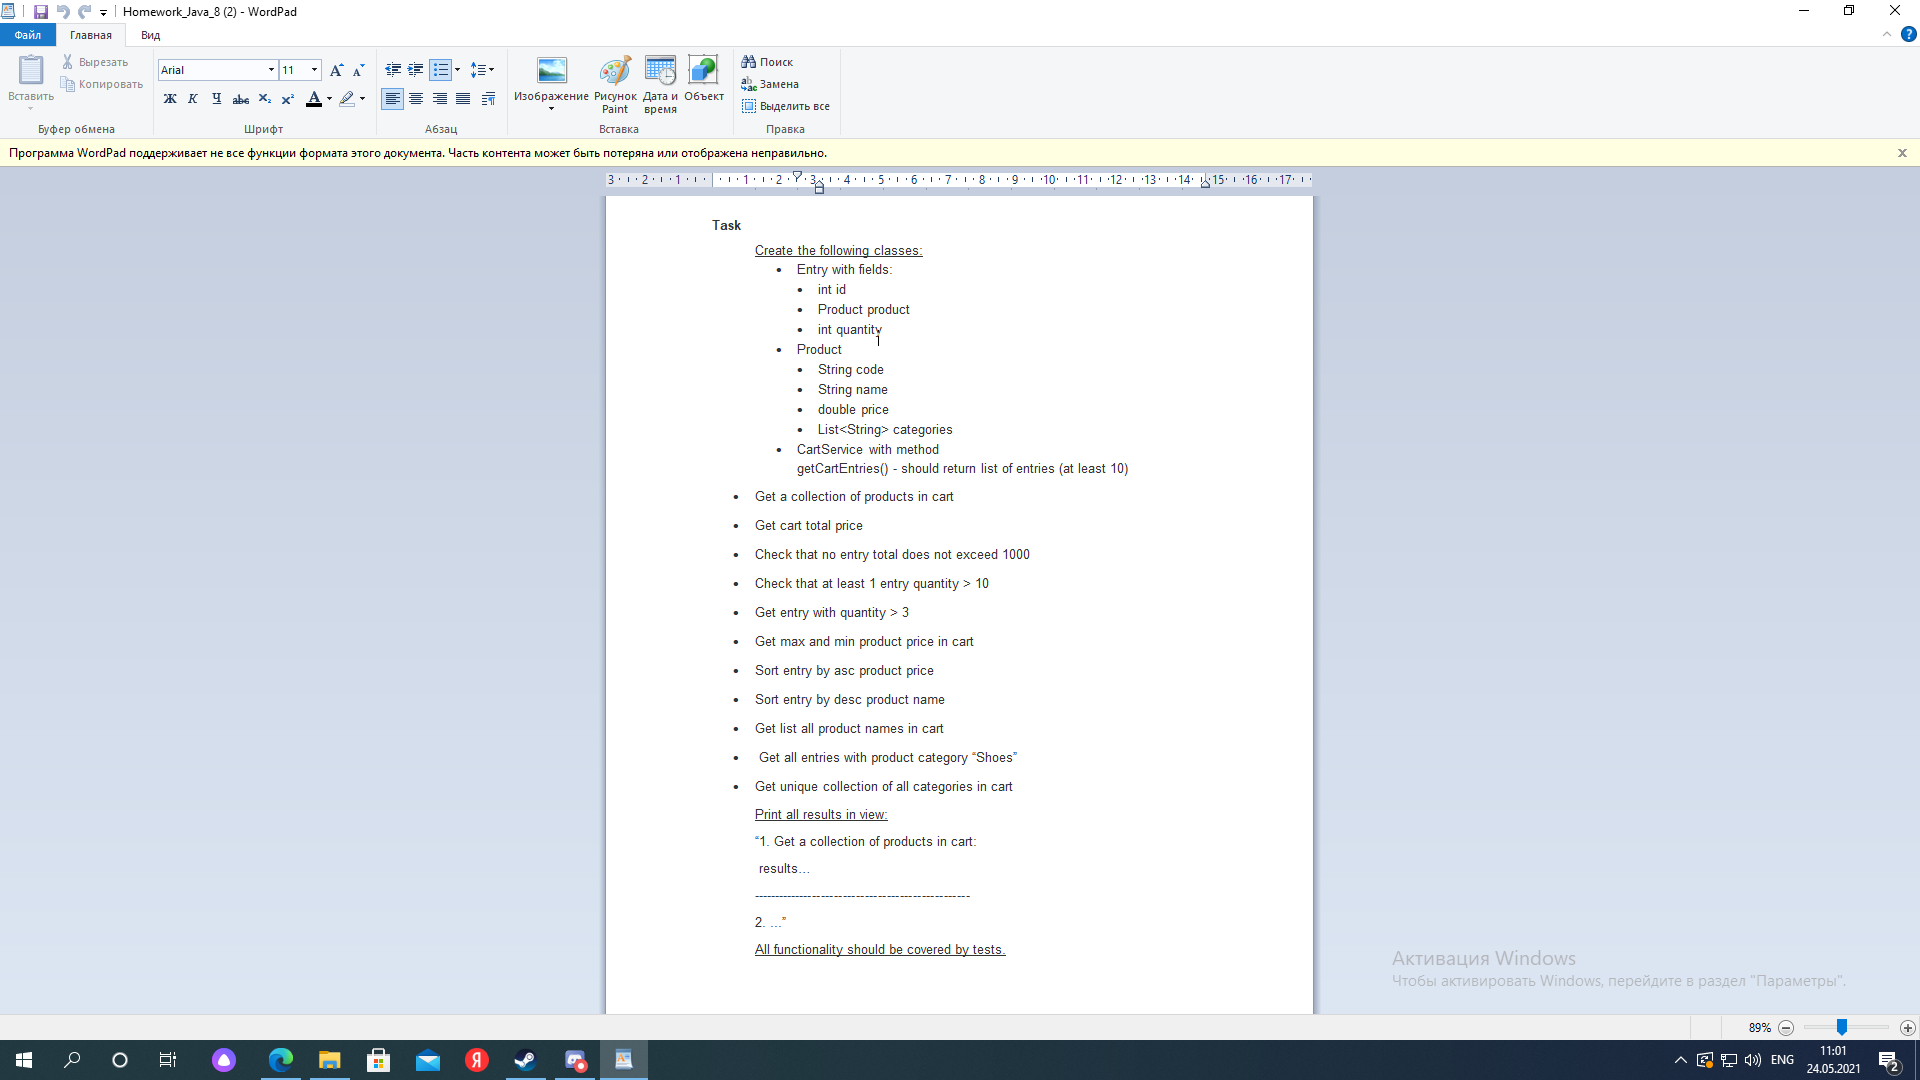 Homework_Java_8 (2) - WordPad
Файл Главная Вид
Вставить
Вырезать
Копировать
Буфер обмена
Arial 11
Ж К Ч abc X₂ X² A
Шрифт
Абзац
Изображение
Рисунок Paint
Дата и время
Объект
Вставка
Поиск
Замена
Выделить все
Правка
Программа WordPad поддерживает не все функции формата этого документа. Часть контента может быть потеряна или отображена неправильно.
3 2 1 1 2 3 4 5 6 7 8 9 10 11 12 13 14 15 16 17
Task
Create the following classes:
• Entry with fields:
• int id
• Product product
• int quantity
• Product
• String code
• String name
• double price
• List<String> categories
• CartService with method
getCartEntries() - should return list of entries (at least 10)
• Get a collection of products in cart
• Get cart total price
• Check that no entry total does not exceed 1000
• Check that at least 1 entry quantity > 10
• Get entry with quantity > 3
• Get max and min product price in cart
• Sort entry by asc product price
• Sort entry by desc product name
• Get list all product names in cart
• Get all entries with product category “Shoes”
• Get unique collection of all categories in cart
Print all results in view:
“1. Get a collection of products in cart:
results…
----------------------------------------------------
2. …”
All functionality should be covered by tests.
Активация Windows
Чтобы активировать Windows, перейдите в раздел "Параметры".
89%
ENG
11:01
24.05.2021
2